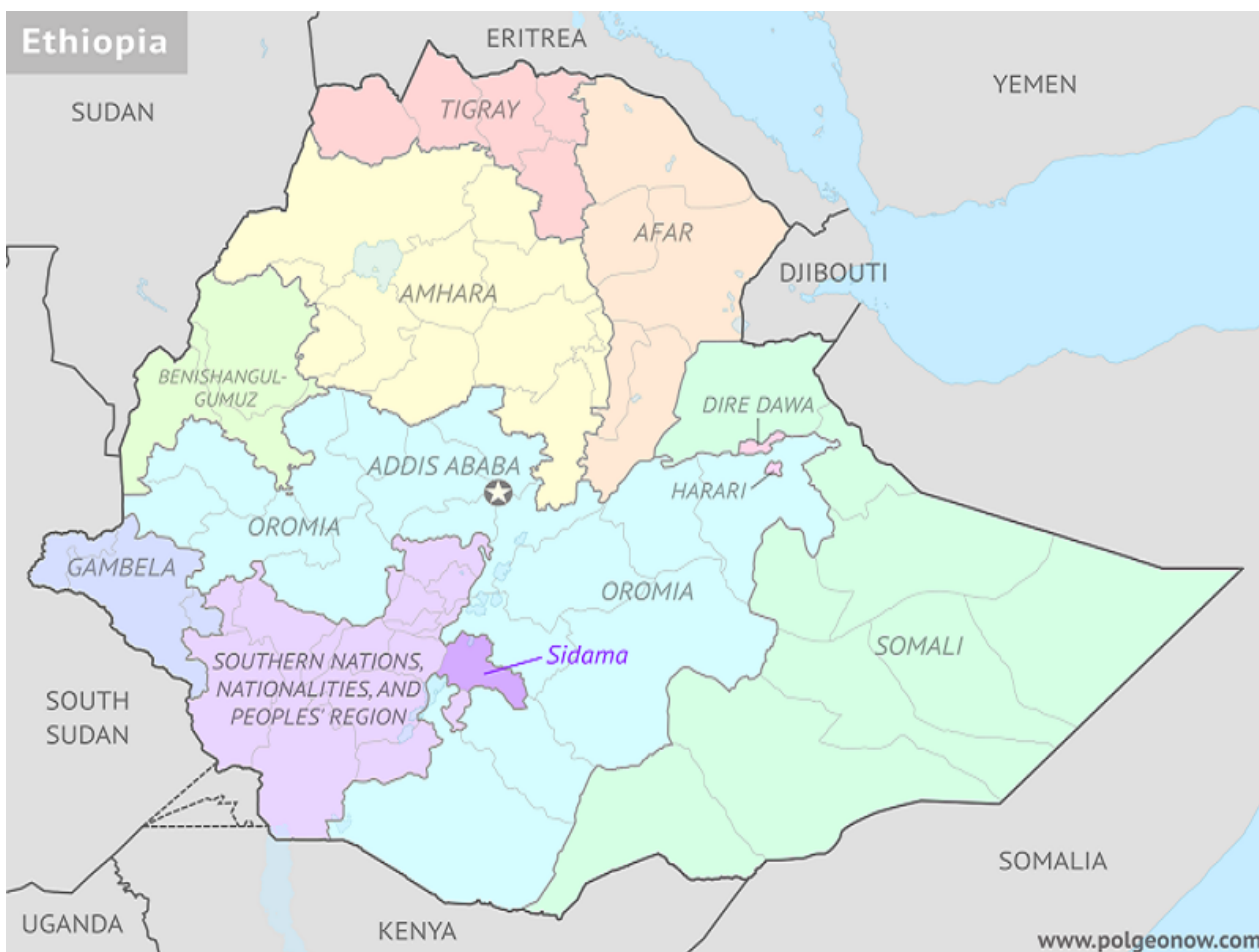 Ethiopia
ERITREA
YEMEN
SUDAN
TIGRAY
AFAR
DJIBOUTI
AMHARA
BENISHANGUL-
GUMUZ
DIRE DAWA
ADDIS ABABA
HARARI
OROMIA
GAMBELA
OROMIA
SOMALI
Sidama
SOUTHERN NATIONS,
NATIONALITIES, AND
PEOPLES' REGION
SOUTH
SUDAN
SOMALIA
UGANDA
KENYA
www.polgeonow.com